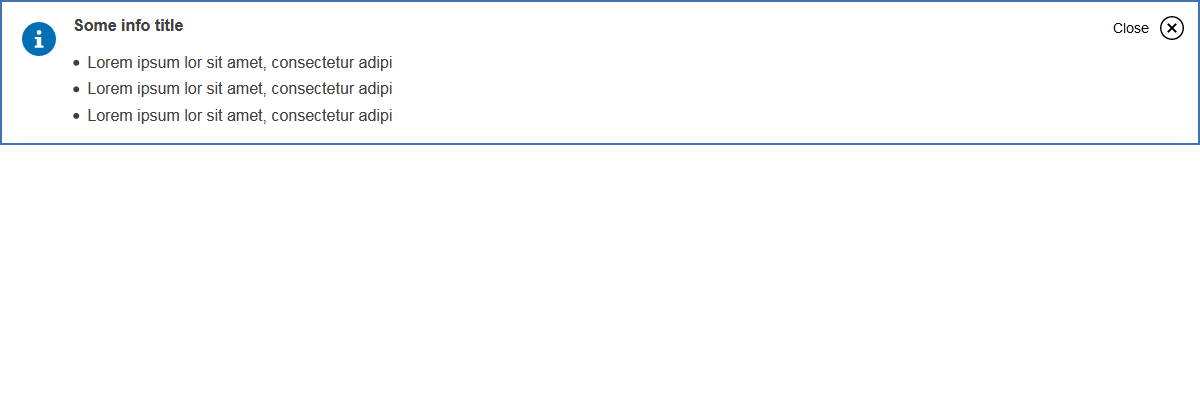 Some info title
Close
Lorem ipsum lor sit amet, consectetur adipi
Lorem ipsum lor sit amet, consectetur adipi
Lorem ipsum lor sit amet, consectetur adipi